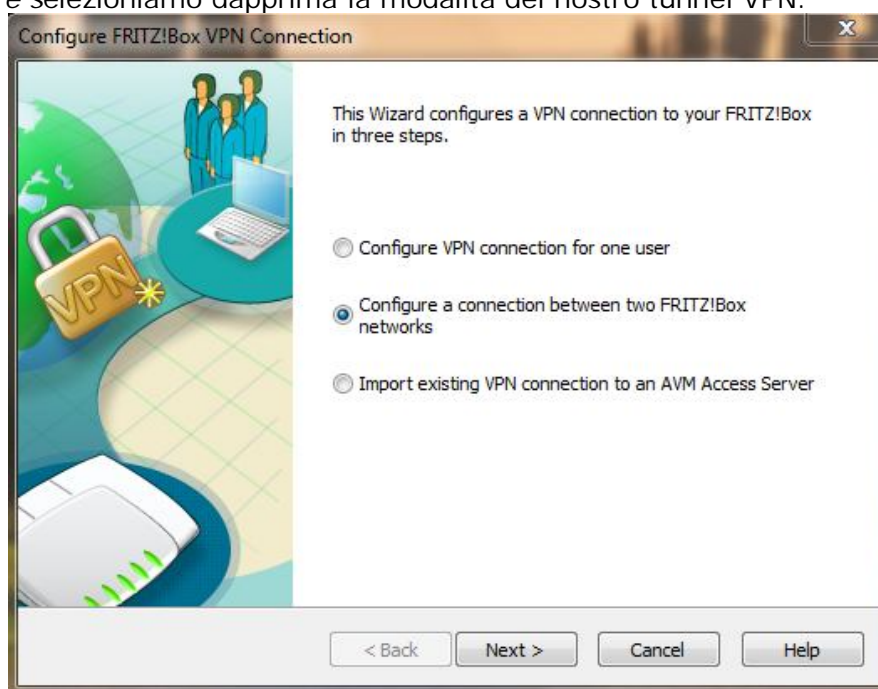 e selezioniamo dapprima la modalità del nostro tunnel VPN.
Configure FRITZ!Box VPN Connection
This Wizard configures a VPN connection to your FRITZ!Box
in three steps.
VPN
Configure VPN connection for one user
Configure a connection between two FRITZ!Box
networks
Import existing VPN connection to an AVM Access Server
< Back Next > Cancel Help